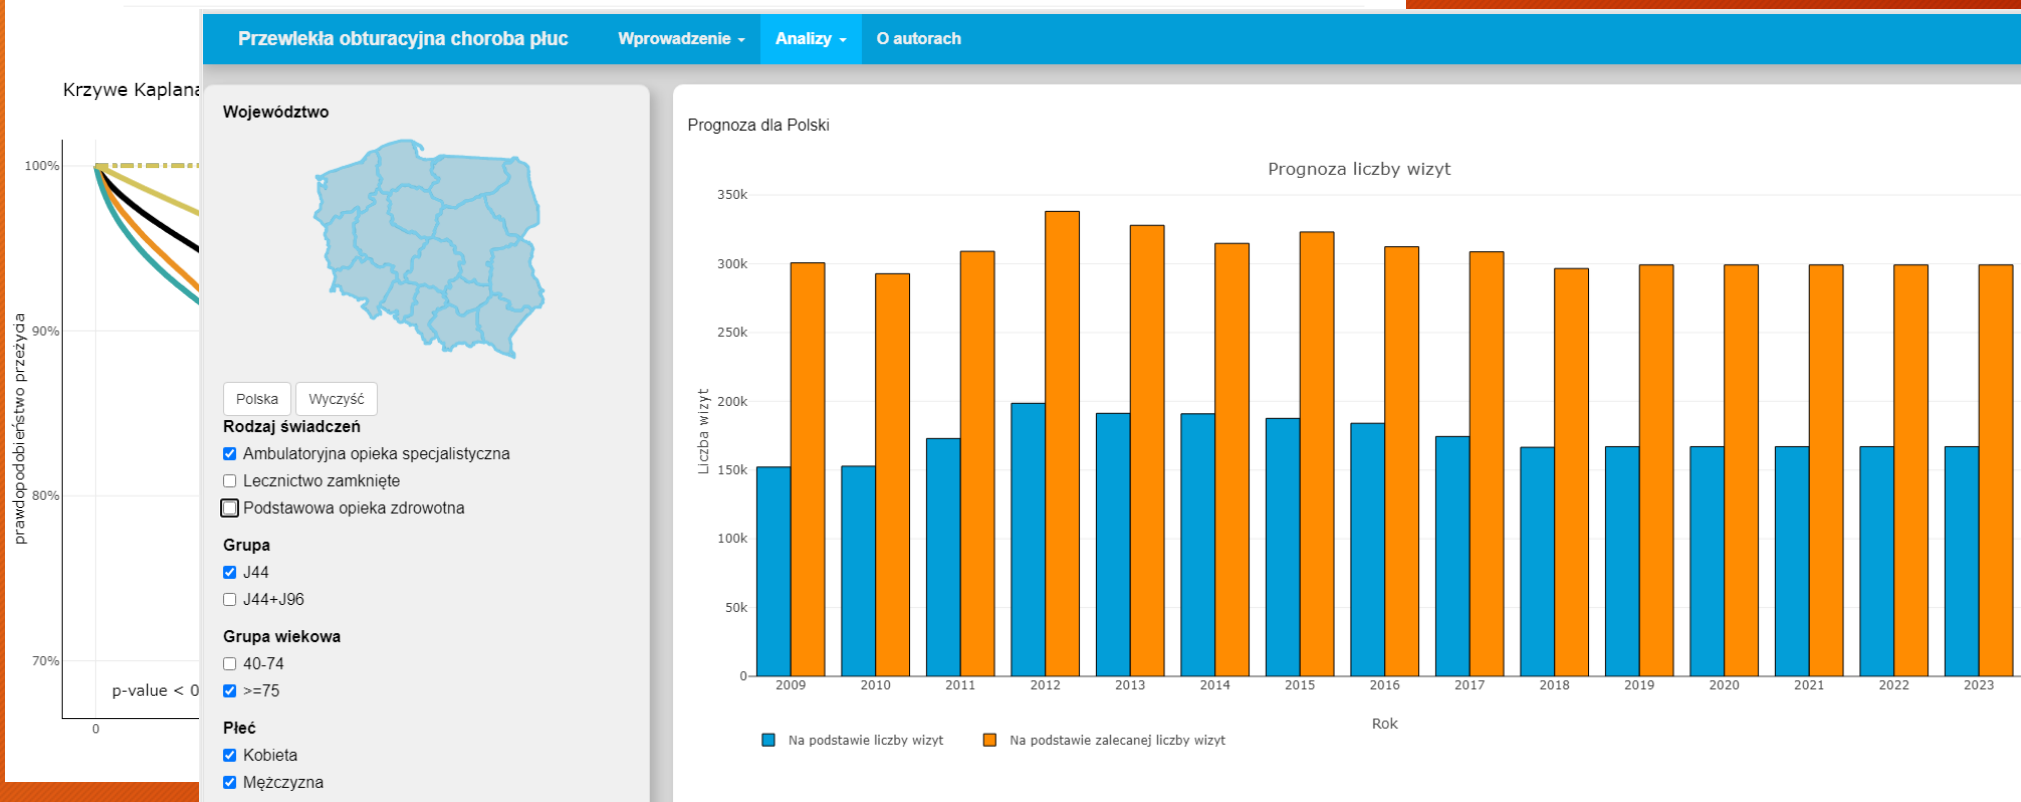 Przewlekła obturacyjna choroba płuc
Wprowadzenie
Analizy
O autorach
Krzywe Kaplana
100%
90%
80%
70%
prawdopodobieństwo przeżycia
p-value < 0
0
Województwo
Polska
Wyczyść
Rodzaj świadczeń
Ambulatoryjna opieka specjalistyczna
Lecznictwo zamknięte
Podstawowa opieka zdrowotna
Grupa
J44
J44+J96
Grupa wiekowa
40-74
>=75
Płeć
Kobieta
Mężczyzna
Prognoza dla Polski
Prognoza liczby wizyt
350k
300k
250k
200k
150k
100k
50k
0
Liczba wizyt
2009 2010 2011 2012 2013 2014 2015 2016 2017 2018 2019 2020 2021 2022 2023
Rok
Na podstawie liczby wizyt
Na podstawie zalecanej liczby wizyt